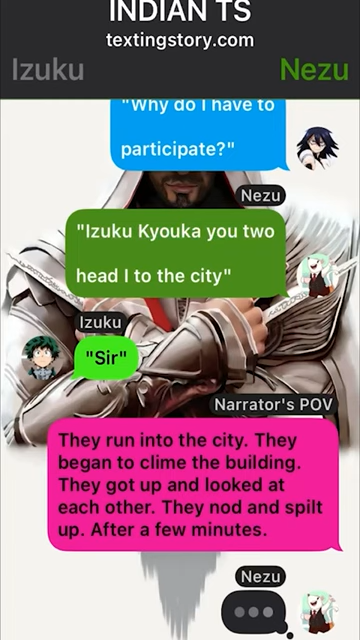 INDIAN TS
textingstory.com
Izuku
Nezu
"Why do I have to
participate?"
Nezu
"Izuku Kyouka you two
head I to the city"
Izuku
"Sir"
Narrator's POV
They run into the city. They
began to clime the building.
They got up and looked at
each other. They nod and spilt
up. After a few minutes.
Nezu